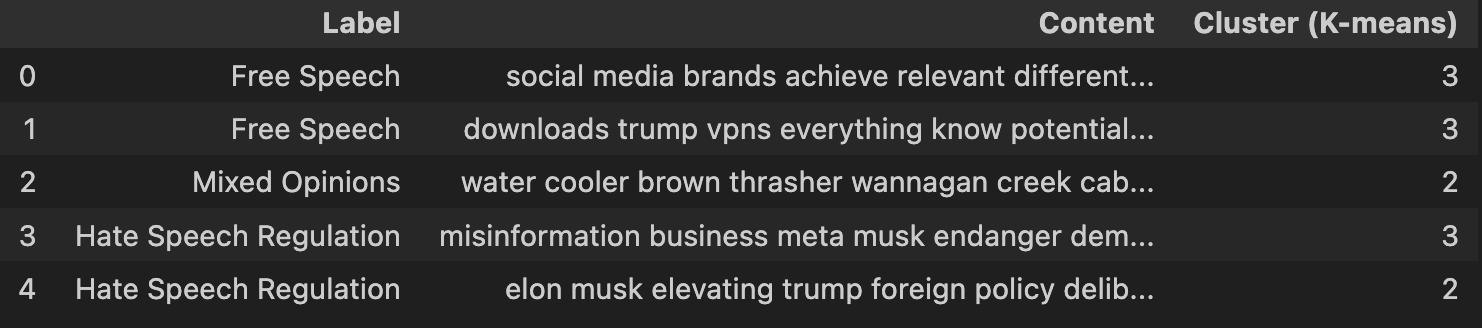 Label Content Cluster (K-means)
0 Free Speech social media brands achieve relevant different... 3
1 Free Speech downloads trump vpns everything know potential... 3
2 Mixed Opinions water cooler brown thrasher wannagan creek cab... 2
3 Hate Speech Regulation misinformation business meta musk endanger dem... 3
4 Hate Speech Regulation elon musk elevating trump foreign policy delib... 2